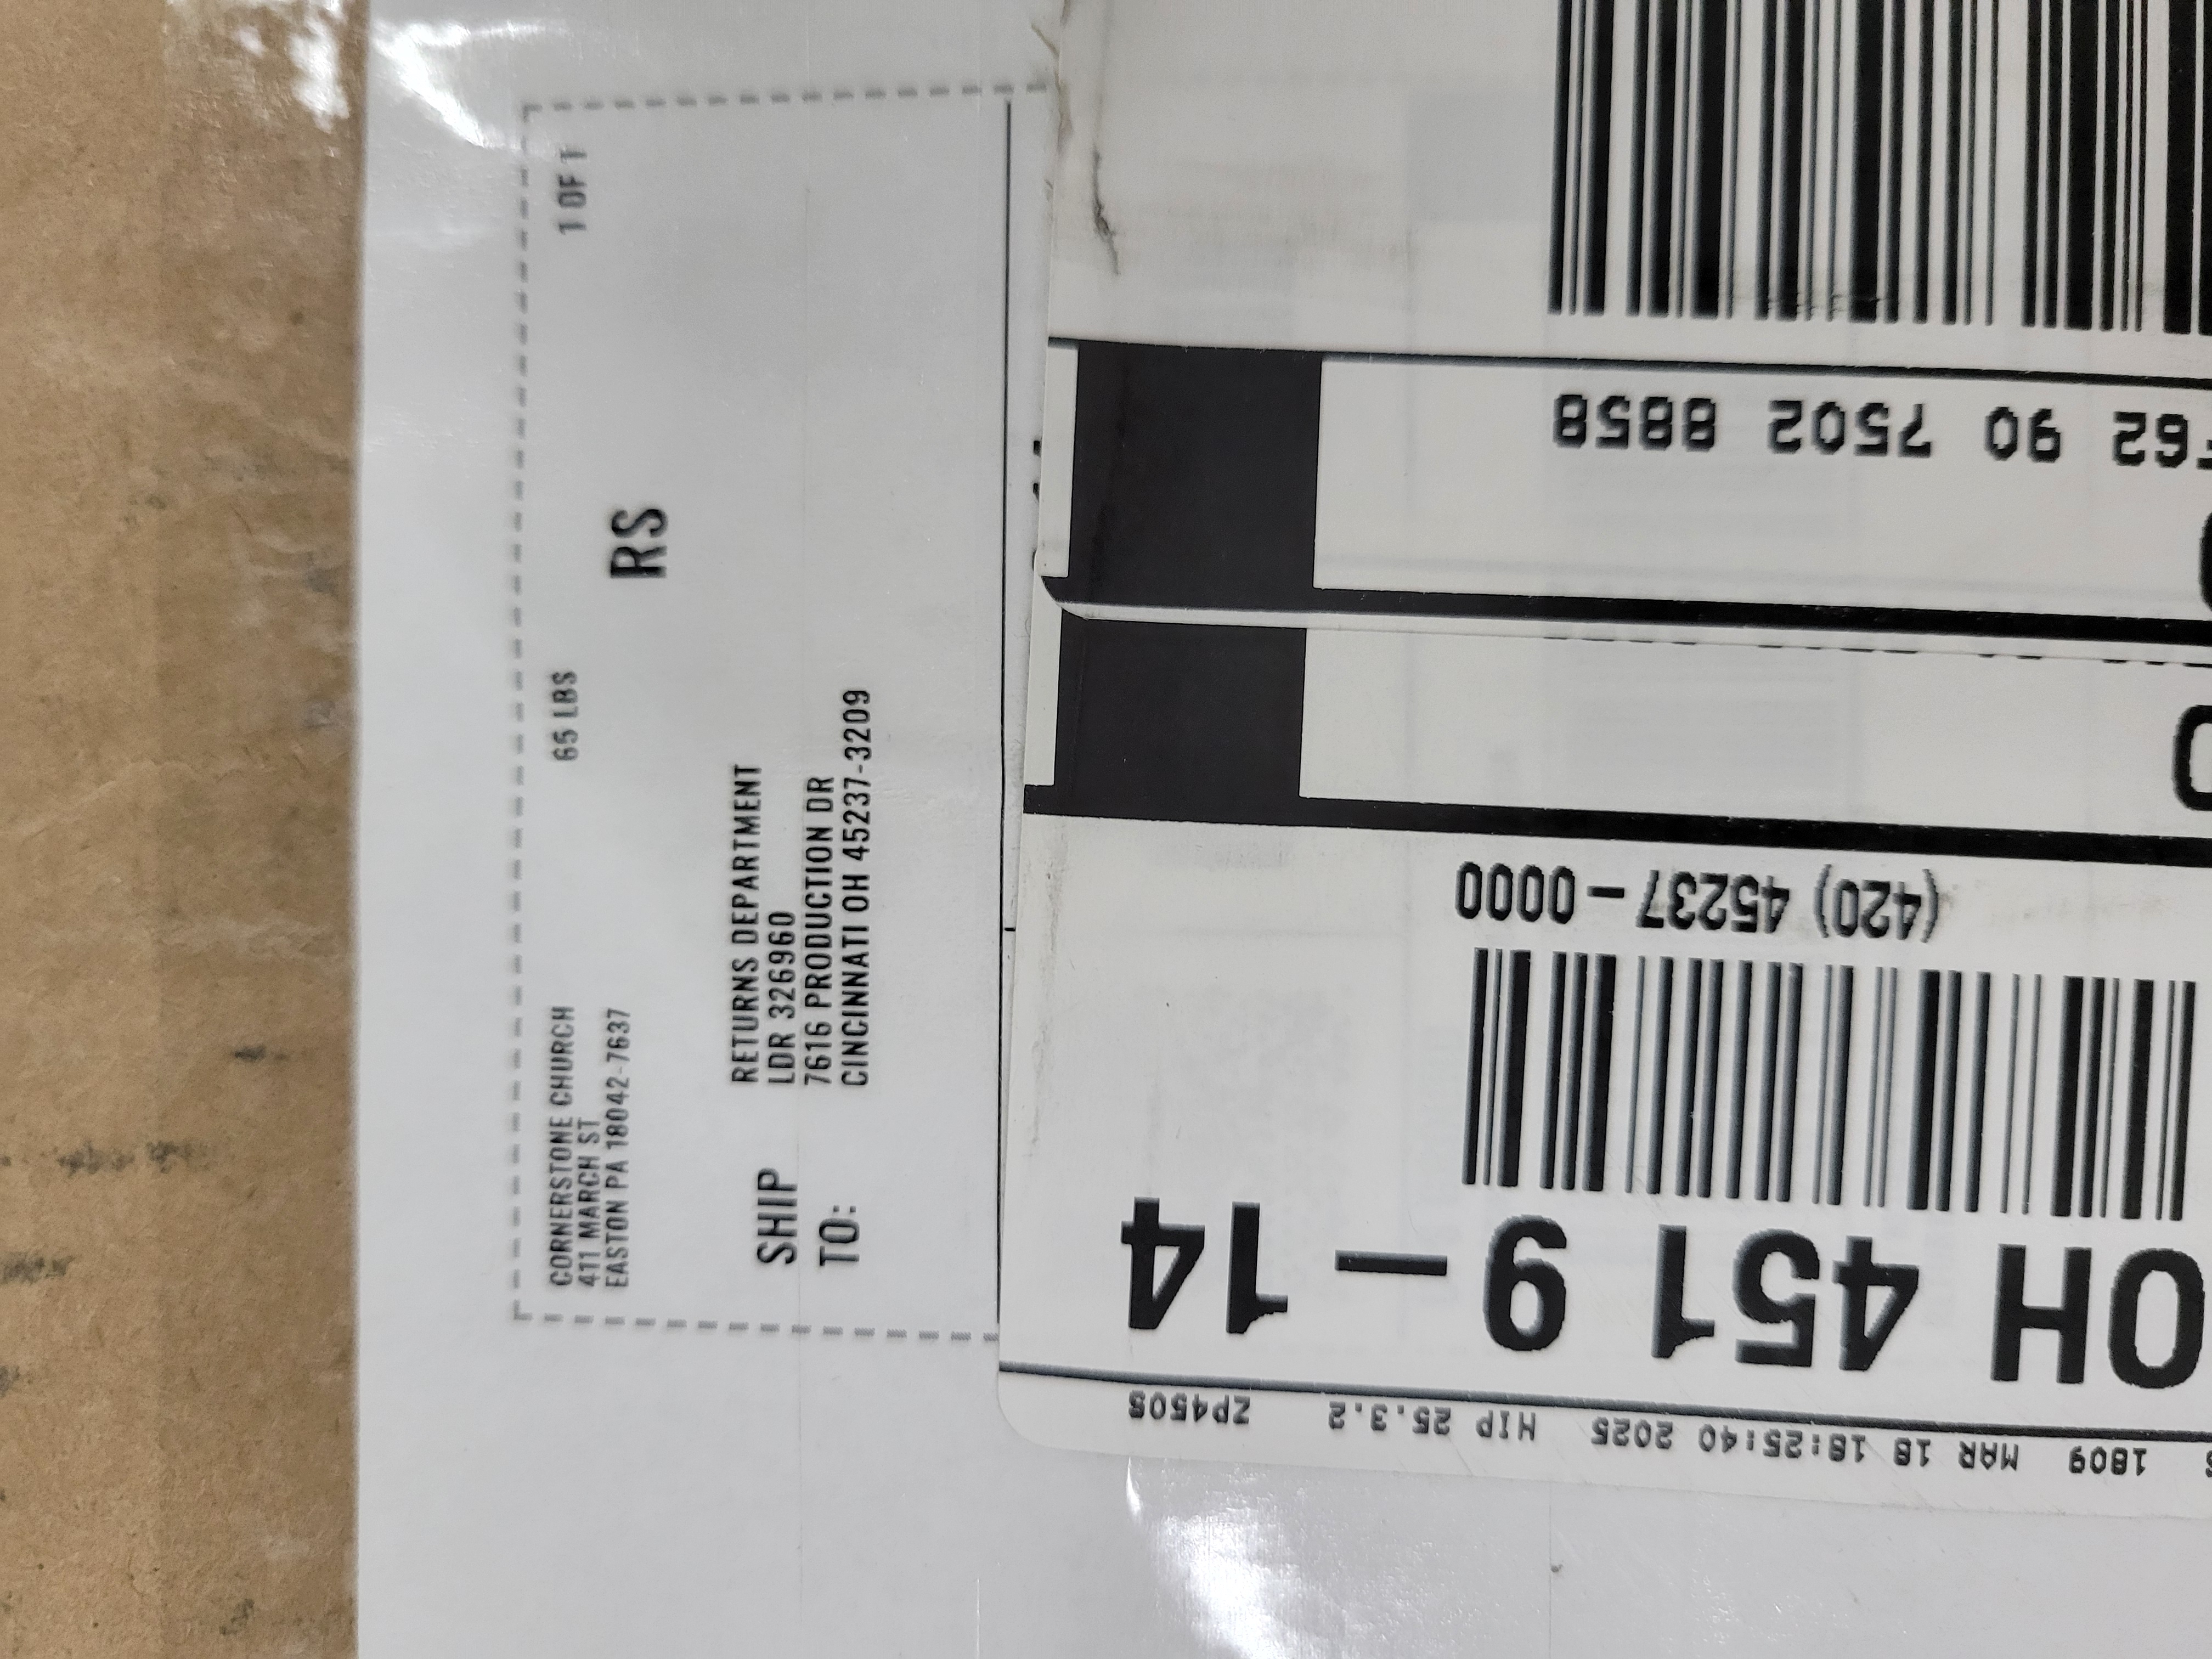 CORNERSTONE CHURCH
411 MARCH ST
EASTON PA 18042-7637
65 LBS
1 OF 1
RS
SHIP
TO:
RETURNS DEPARTMENT
LDR 326960
7616 PRODUCTION DR
CINCINNATI OH 45237-3209
1809 MAR 18 18:25:40 2025 HIP 25.3.2 ZP450S
OH 451 9-14
(420) 45237-0000
62 90 7502 8858